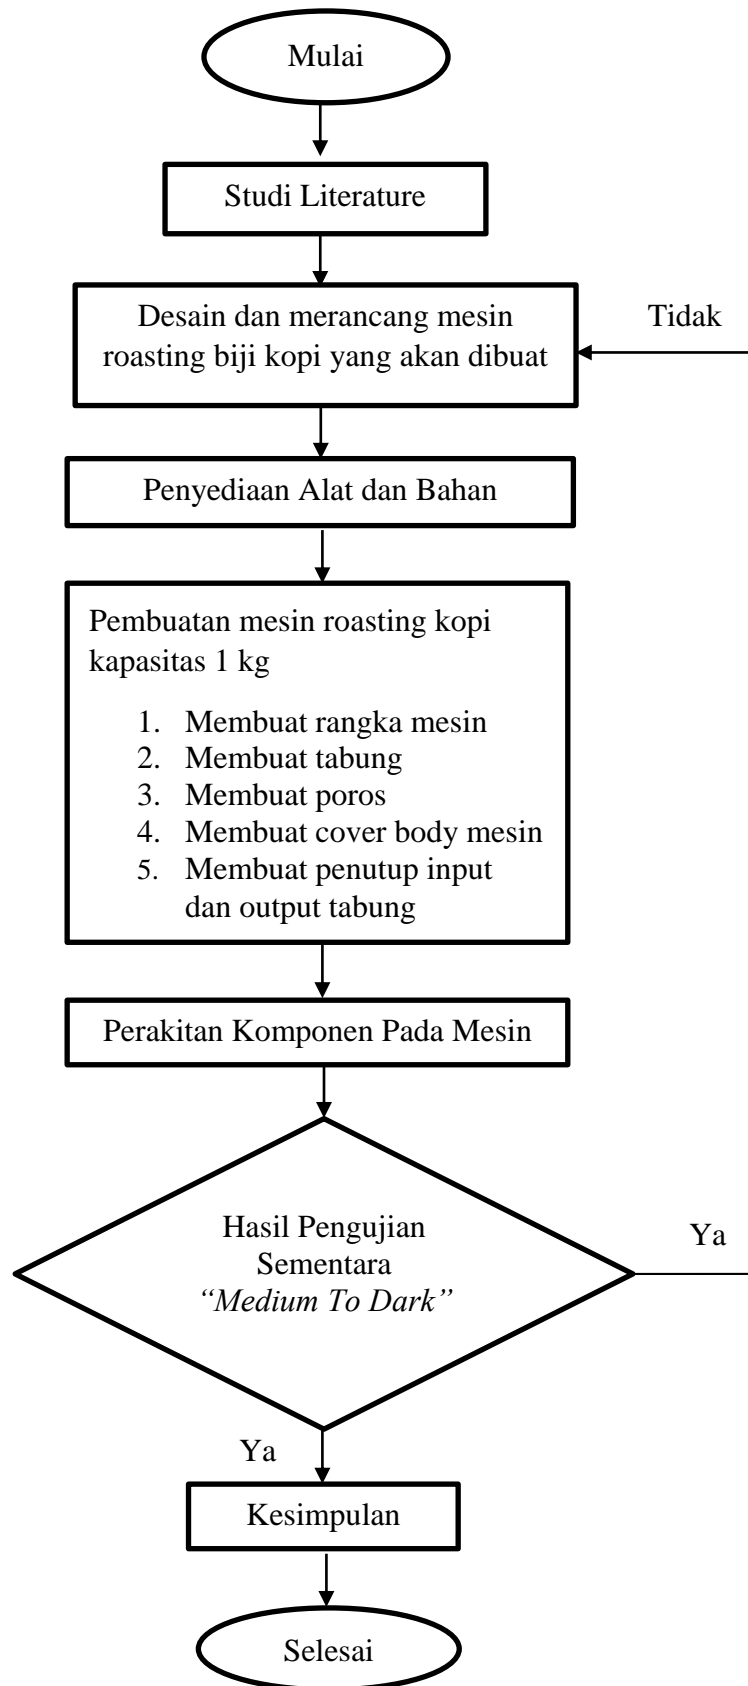 Mulai
Studi Literature
Desain dan merancang mesin
roasting biji kopi yang akan dibuat
Tidak
Penyediaan Alat dan Bahan
Pembuatan mesin roasting kopi
kapasitas 1 kg
1. Membuat rangka mesin
2. Membuat tabung
3. Membuat poros
4. Membuat cover body mesin
5. Membuat penutup input
dan output tabung
Perakitan Komponen Pada Mesin
Hasil Pengujian
Sementara
“Medium To Dark”
Ya
Ya
Kesimpulan
Selesai